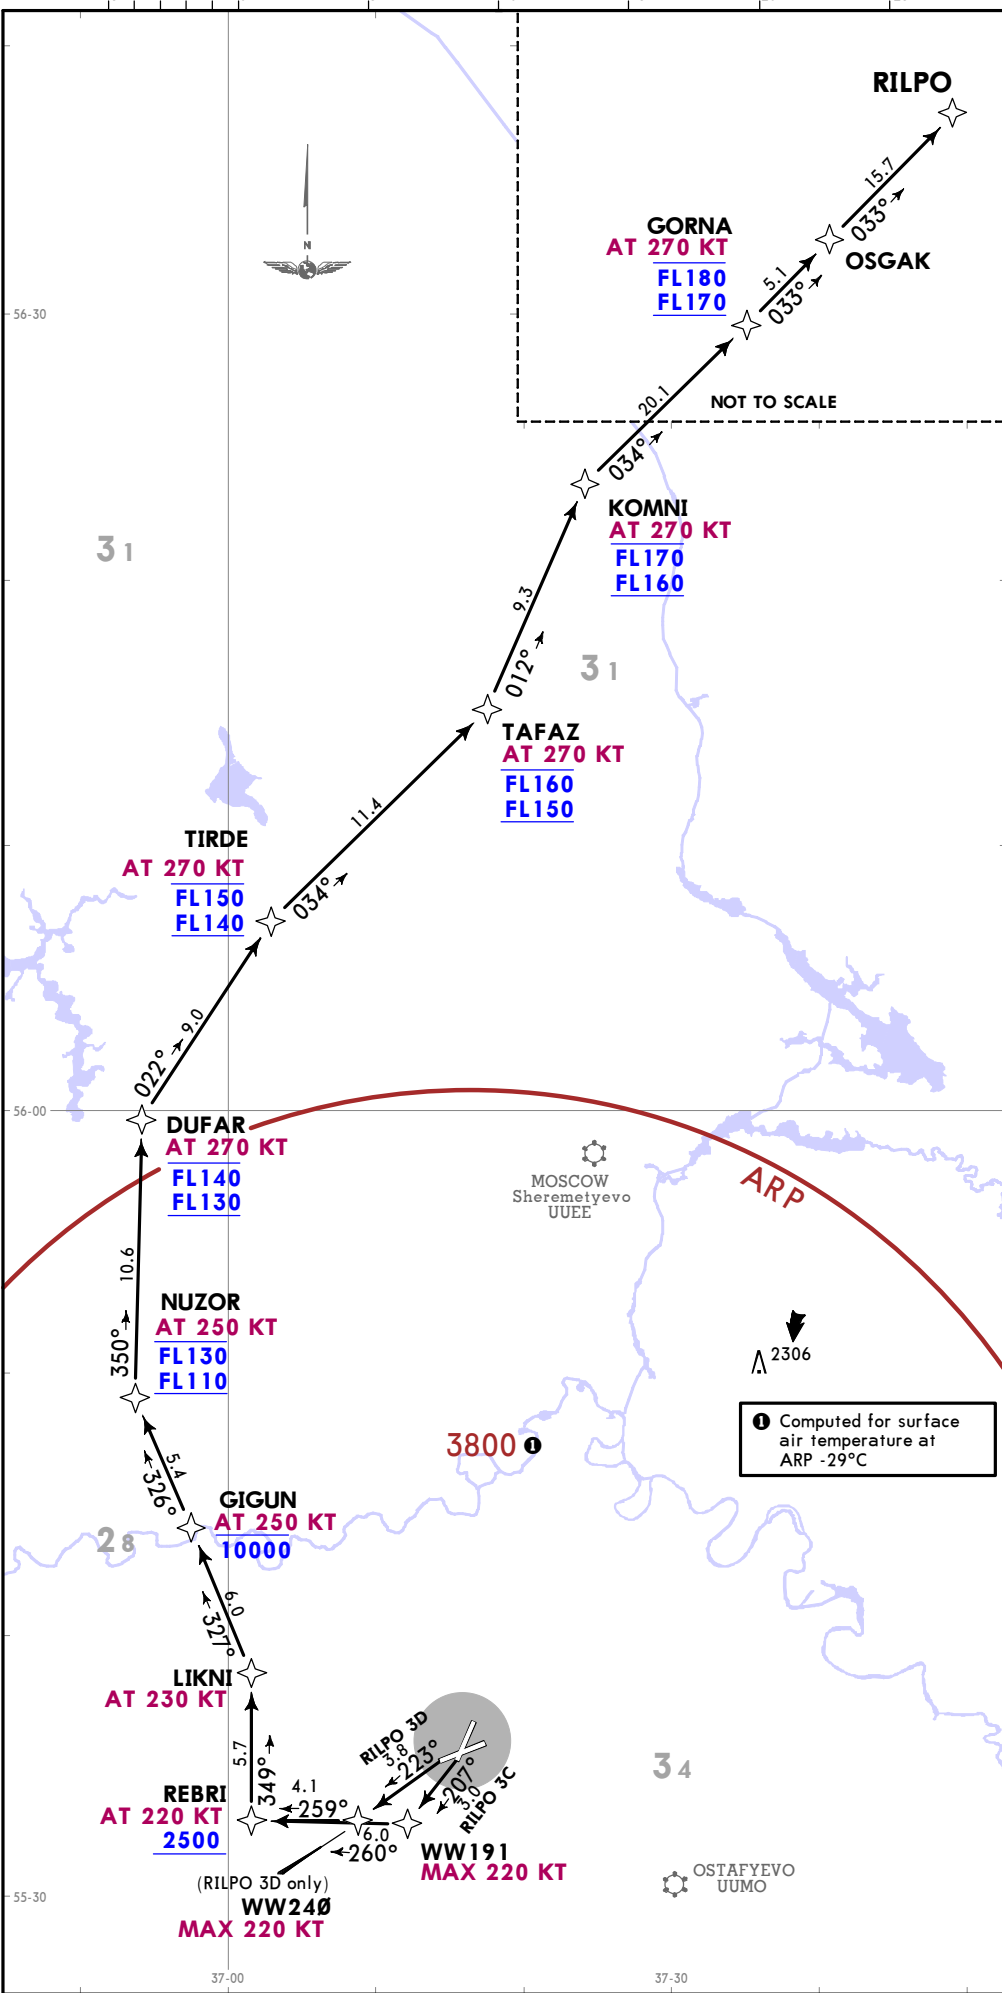 RILPO
15.7
033°
GORNA
AT 270 KT
FL180
FL170
OSGAK
5.1
033°
N
56-30
20.1
NOT TO SCALE
034°
KOMNI
AT 270 KT
FL170
FL160
31
9.3
012°
31
TAFAZ
AT 270 KT
FL160
FL150
11.4
TIRDE
AT 270 KT
FL150
FL140
034°
9.0
022°
56-00
DUFAR
AT 270 KT
FL140
FL130
MOSCOW
Sheremetyevo
UUEE
ARP
10.6
NUZOR
AT 250 KT
FL130
FL110
350°
2306
1 Computed for surface
air temperature at
ARP -29°C
3800 1
5.4
326°
GIGUN
AT 250 KT
10000
28
6.0
327°
LIKNI
AT 230 KT
RILPO 3D
3.8
223°
207°
3.0
RILPO 3C
34
5.7
349°
REBRI
AT 220 KT
2500
4.1
259°
6.0
260°
WW191
MAX 220 KT
(RILPO 3D only)
WW240
MAX 220 KT
OSTAFYEVO
UUMO
55-30
37-00
37-30